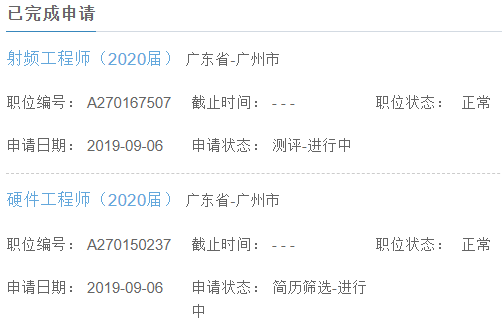 已完成申请
射频工程师（2020届） 广东省-广州市
职位编号： A270167507 截止时间： - - - 职位状态： 正常
申请日期： 2019-09-06 申请状态： 测评-进行中
硬件工程师（2020届） 广东省-广州市
职位编号： A270150237 截止时间： - - - 职位状态： 正常
申请日期： 2019-09-06 申请状态： 简历筛选-进行
中